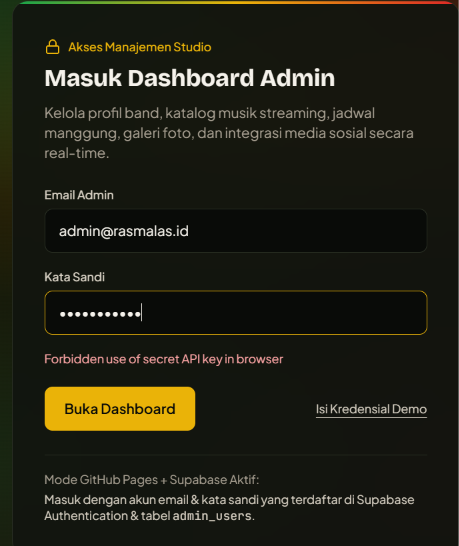 Akses Manajemen Studio
Masuk Dashboard Admin
Kelola profil band, katalog musik streaming, jadwal
manggung, galeri foto, dan integrasi media sosial secara
real-time.
Email Admin
admin@rasmalas.id
Kata Sandi
•••••••••••
Forbidden use of secret API key in browser
Buka Dashboard
Isi Kredensial Demo
Mode GitHub Pages + Supabase Aktif:
Masuk dengan akun email & kata sandi yang terdaftar di Supabase
Authentication & tabel admin_users.